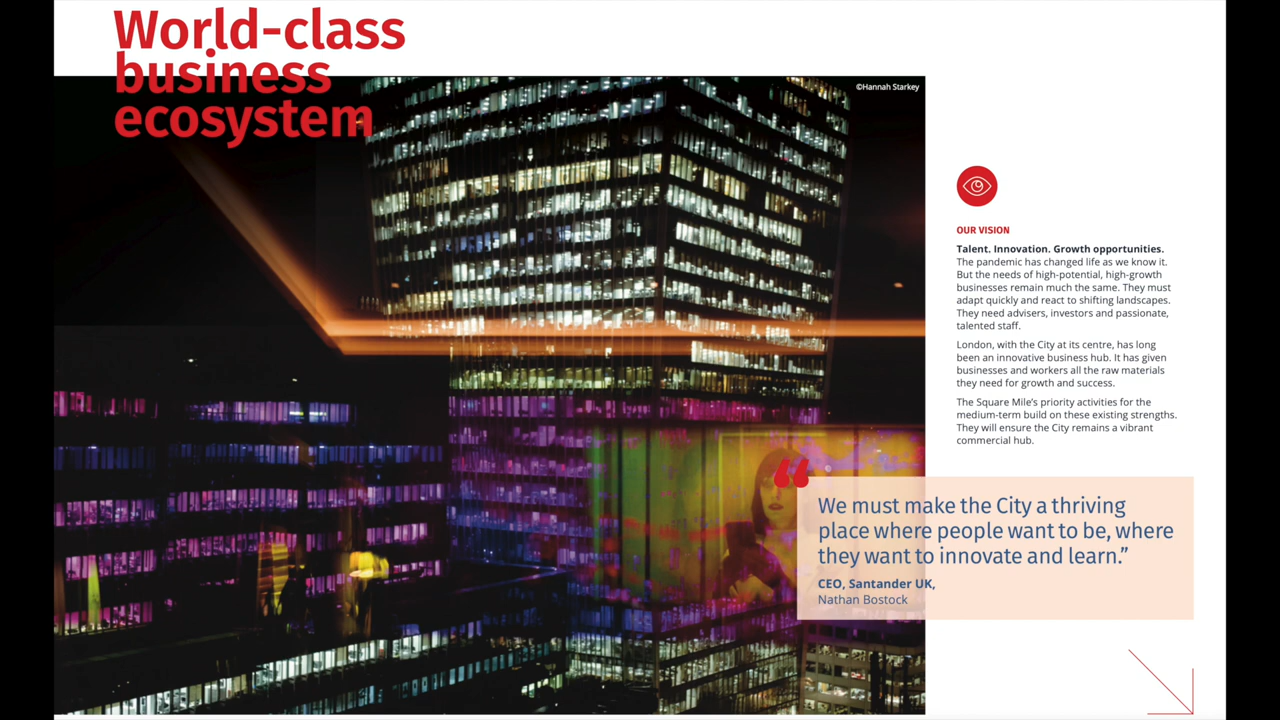 World-class
business
ecosystem
©Hannah Starkey
OUR VISION
Talent. Innovation. Growth opportunities.
The pandemic has changed life as we know it.
But the needs of high-potential, high-growth
businesses remain much the same. They must
adapt quickly and react to shifting landscapes.
They need advisers, investors and passionate,
talented staff.
London, with the City at its centre, has long
been an innovative business hub. It has given
businesses and workers all the raw materials
they need for growth and success.
The Square Mile’s priority activities for the
medium-term build on these existing strengths.
They will ensure the City remains a vibrant
commercial hub.
“We must make the City a thriving
place where people want to be, where
they want to innovate and learn.”
CEO, Santander UK,
Nathan Bostock